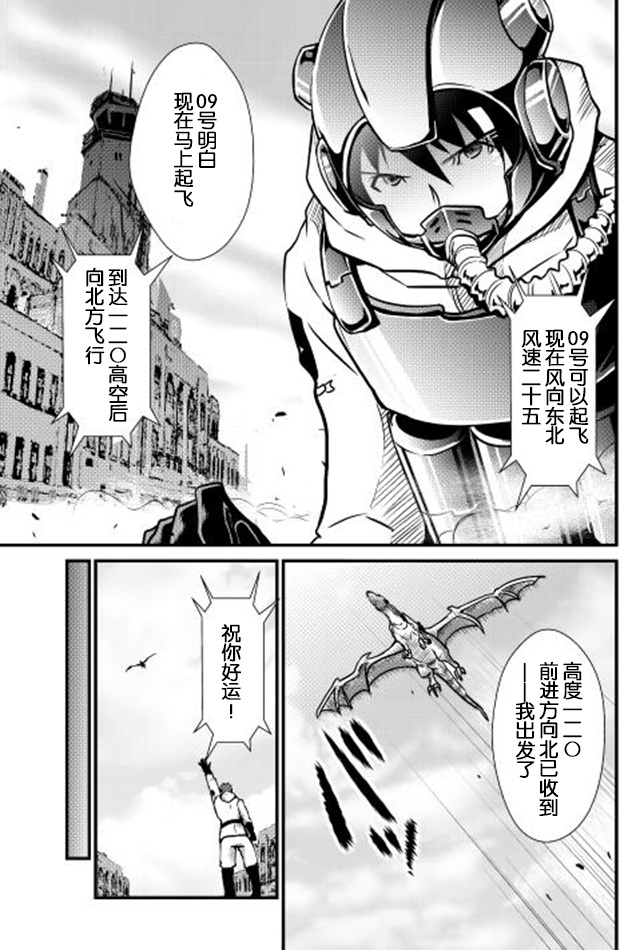 09号可以起飞
现在风向东北
风速二十五
09号明白
现在马上起飞
到达一二〇高空后
向北方飞行
高度一二〇
前进方向北已收到
——我出发了
祝你好运！